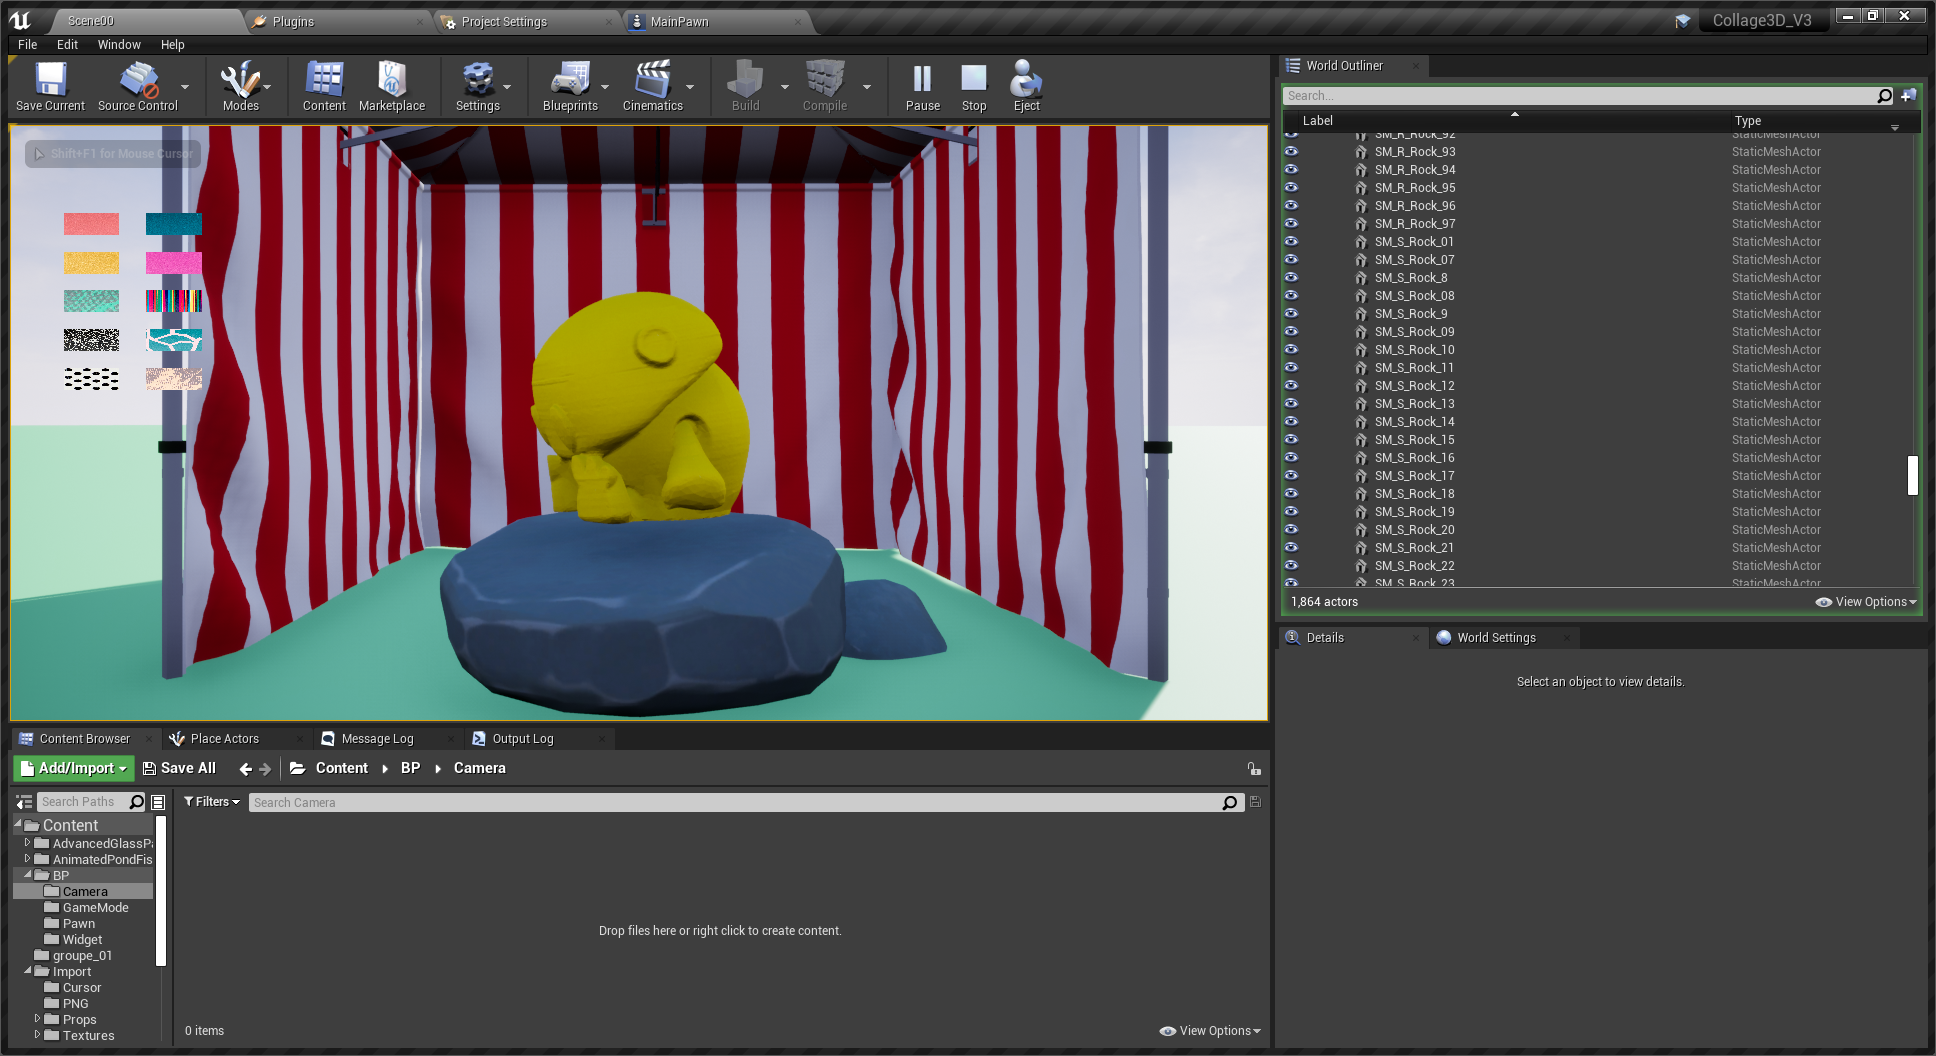 Scene00
Plugins
Project Settings
MainPawn
Collage3D_V3
File Edit Window Help
Save Current
Source Control
Modes
Content
Marketplace
Settings
Blueprints
Cinematics
Build
Compile
Pause
Stop
Eject
Shift+F1 for Mouse Cursor
World Outliner
Search...
Label Type
SM_R_Rock_92 StaticMeshActor
SM_R_Rock_93 StaticMeshActor
SM_R_Rock_94 StaticMeshActor
SM_R_Rock_95 StaticMeshActor
SM_R_Rock_96 StaticMeshActor
SM_R_Rock_97 StaticMeshActor
SM_S_Rock_01 StaticMeshActor
SM_S_Rock_07 StaticMeshActor
SM_S_Rock_8 StaticMeshActor
SM_S_Rock_08 StaticMeshActor
SM_S_Rock_9 StaticMeshActor
SM_S_Rock_09 StaticMeshActor
SM_S_Rock_10 StaticMeshActor
SM_S_Rock_11 StaticMeshActor
SM_S_Rock_12 StaticMeshActor
SM_S_Rock_13 StaticMeshActor
SM_S_Rock_14 StaticMeshActor
SM_S_Rock_15 StaticMeshActor
SM_S_Rock_16 StaticMeshActor
SM_S_Rock_17 StaticMeshActor
SM_S_Rock_18 StaticMeshActor
SM_S_Rock_19 StaticMeshActor
SM_S_Rock_20 StaticMeshActor
SM_S_Rock_21 StaticMeshActor
SM_S_Rock_22 StaticMeshActor
SM_S_Rock_23 StaticMeshActor
1,864 actors View Options
Details
World Settings
Select an object to view details.
Content Browser
Place Actors
Message Log
Output Log
Add/Import Save All Content BP Camera
Search Paths
Filters
Search Camera
Content
AdvancedGlassPa
AnimatedPondFis
BP
Camera
GameMode
Pawn
Widget
groupe_01
Import
Cursor
PNG
Props
Textures
Drop files here or right click to create content.
0 items View Options